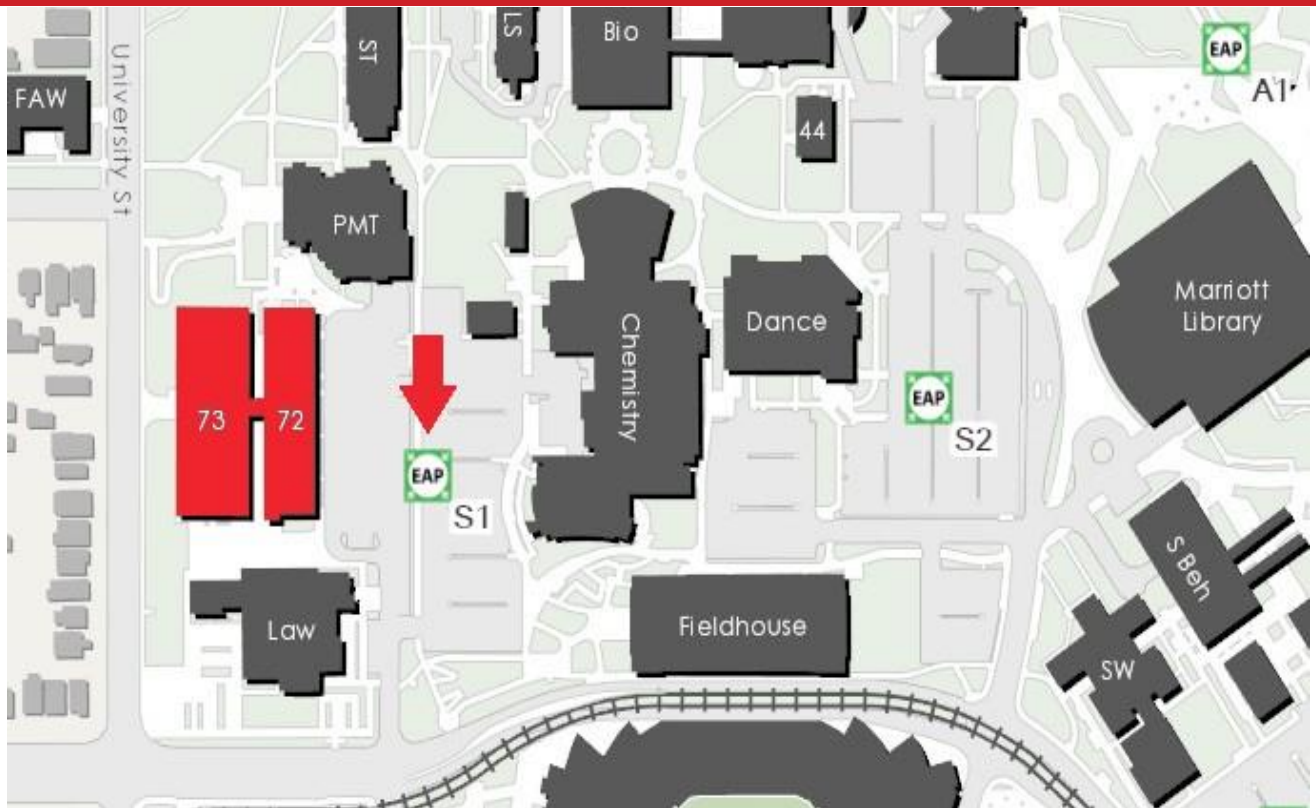 ST
LS
Bio
EAP
A1
FAW
University St
44
PMT
Marriott
Library
Chemistry
Dance
73
72
EAP
S2
EAP
S1
S Beh
Law
Fieldhouse
SW